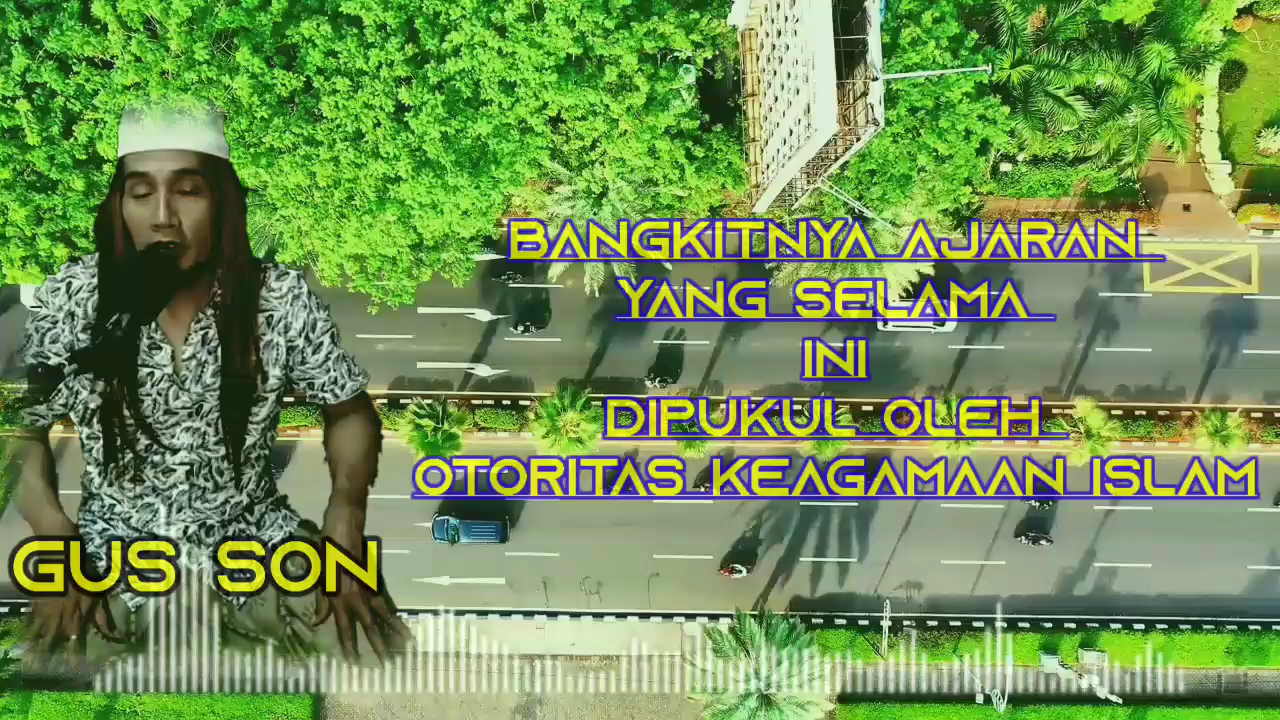 BANGKITNYA AJARAN
YANG SELAMA
INI
DIPUKUL OLEH
OTORITAS KEAGAMAAN ISLAM
GUS SON